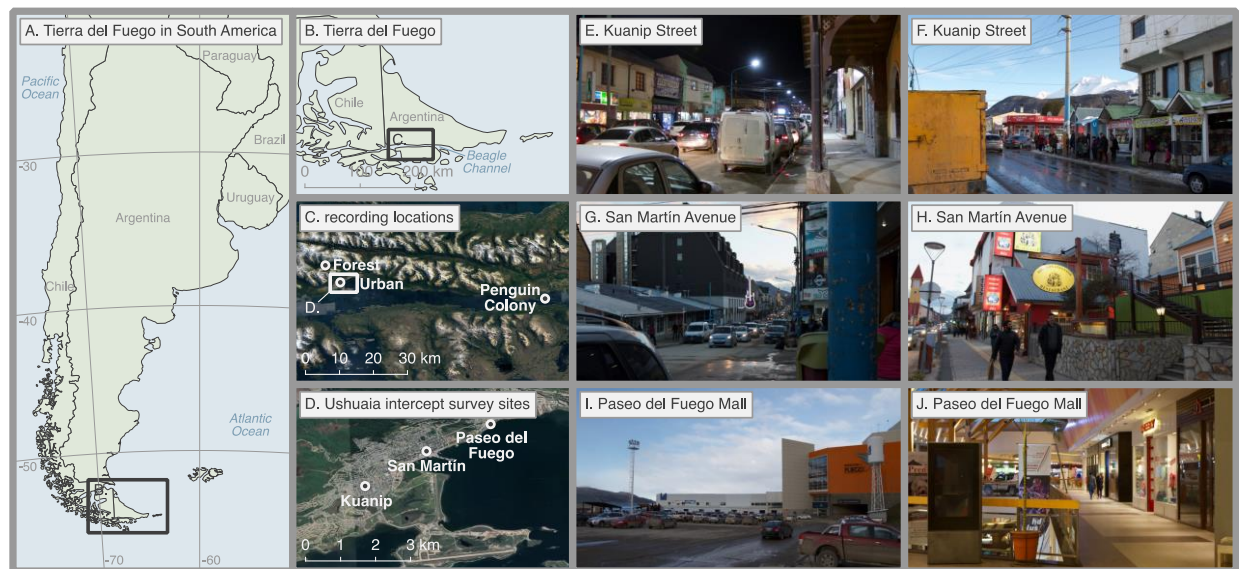 A. Tierra del Fuego in South America
Pacific
Ocean
Paraguay
Brazil
-30
Uruguay
Argentina
Chile
-40
Atlantic
Ocean
-50
B.
-70
-60
B. Tierra del Fuego
Chile
Argentina
C.
Beagle
Channel
0 100 200 km
C. recording locations
Forest
Urban
D.
Penguin
Colony
0 10 20 30 km
D. Ushuaia intercept survey sites
Paseo del
Fuego
San Martín
Kuanip
0 1 2 3 km
E. Kuanip Street
F. Kuanip Street
G. San Martín Avenue
H. San Martín Avenue
I. Paseo del Fuego Mall
J. Paseo del Fuego Mall